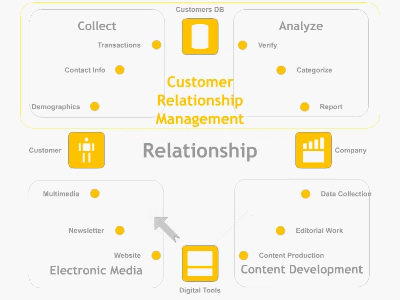 Customers DB
Collect
Analyze
Transactions
Verify
Contact Info
Categorize
Customer
Relationship
Management
Demographics
Report
Customer
Relationship
Company
Multimedia
Data Collection
Newsletter
Editorial Work
Website
Content Production
Electronic Media
Content Development
Digital Tools